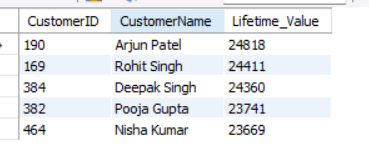 CustomerID CustomerName Lifetime_Value
190 Arjun Patel 24818
169 Rohit Singh 24411
384 Deepak Singh 24360
382 Pooja Gupta 23741
464 Nisha Kumar 23669